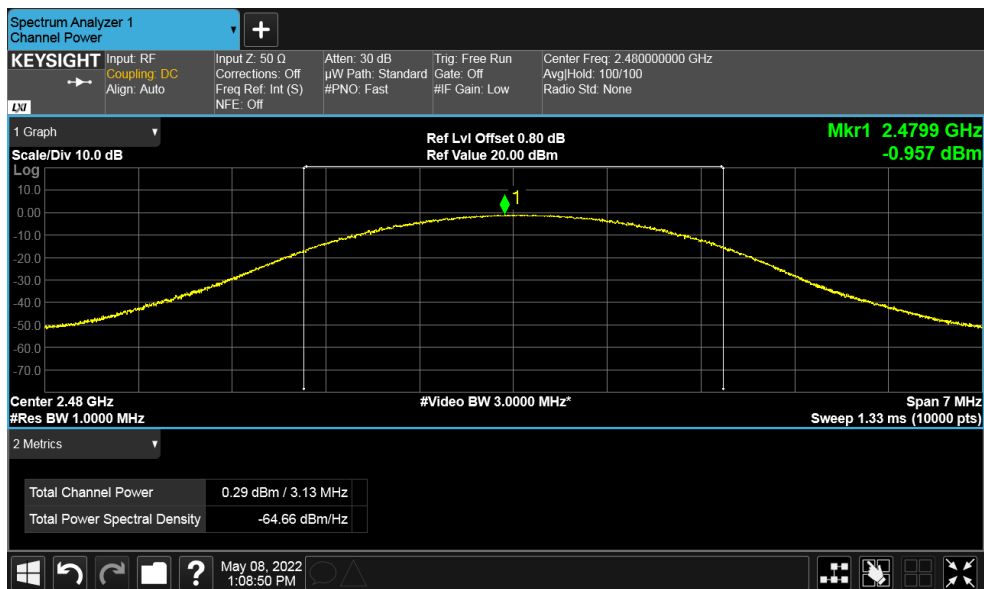 Spectrum Analyzer 1
Channel Power
+
KEYSIGHT
LXI
Input: RF
Coupling: DC
Align: Auto
Input Z: 50 Ω
Corrections: Off
Freq Ref: Int (S)
NFE: Off
Atten: 30 dB
µW Path: Standard
#PNO: Fast
Trig: Free Run
Gate: Off
#IF Gain: Low
Center Freq: 2.480000000 GHz
Avg|Hold: 100/100
Radio Std: None
1 Graph
Scale/Div 10.0 dB
Ref Lvl Offset 0.80 dB
Ref Value 20.00 dBm
Mkr1 2.4799 GHz
-0.957 dBm
Log
10.0
0.00
-10.0
-20.0
-30.0
-40.0
-50.0
-60.0
-70.0
1
Center 2.48 GHz
#Res BW 1.0000 MHz
#Video BW 3.0000 MHz*
Span 7 MHz
Sweep 1.33 ms (10000 pts)
2 Metrics
Total Channel Power 0.29 dBm / 3.13 MHz
Total Power Spectral Density -64.66 dBm/Hz
?
May 08, 2022
1:08:50 PM